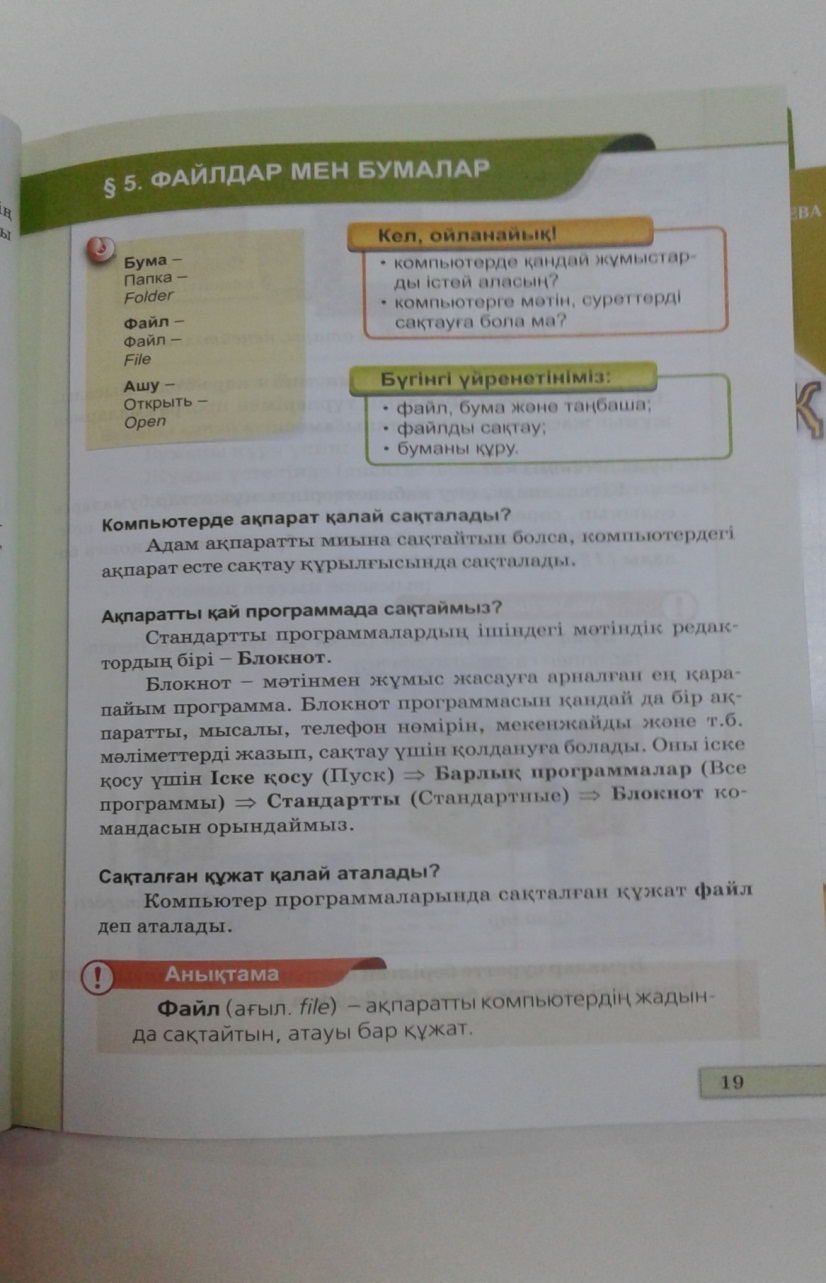 § 5. ФАЙЛДАР МЕН БУМАЛАР
Бума –
Папка –
Folder
Файл –
Файл –
File
Ашу –
Открыть –
Open
Кел, ойланайық!
• компьютерде қандай жұмыстар-
ды істей аласың?
• компьютерге мәтін, суреттерді
сақтауға бола ма?
Бүгінгі үйренетініміз:
• файл, бума және таңбаша;
• файлды сақтау;
• буманы құру.
Компьютерде ақпарат қалай сақталады?
Адам ақпаратты миына сақтайтын болса, компьютердегі
ақпарат есте сақтау құрылғысында сақталады.
Ақпаратты қай программада сақтаймыз?
Стандартты программалардың ішіндегі мәтіндік редак-
тордың бірі – Блокнот.
Блокнот – мәтінмен жұмыс жасауға арналған ең қара-
пайым программа. Блокнот программасын қандай да бір ақ-
паратты, мысалы, телефон нөмірін, мекенжайды және т.б.
мәліметтерді жазып, сақтау үшін қолдануға болады. Оны іске
қосу үшін Іске қосу (Пуск) ⇒ Барлық программалар (Все
программы) ⇒ Стандартты (Стандартные) ⇒ Блокнот ко-
мандасын орындаймыз.
Сақталған құжат қалай аталады?
Компьютер программаларында сақталған құжат файл
деп аталады.
Анықтама
Файл (ағыл. file) – ақпаратты компьютердің жадын-
да сақтайтын, атауы бар құжат.
19
ЕВА